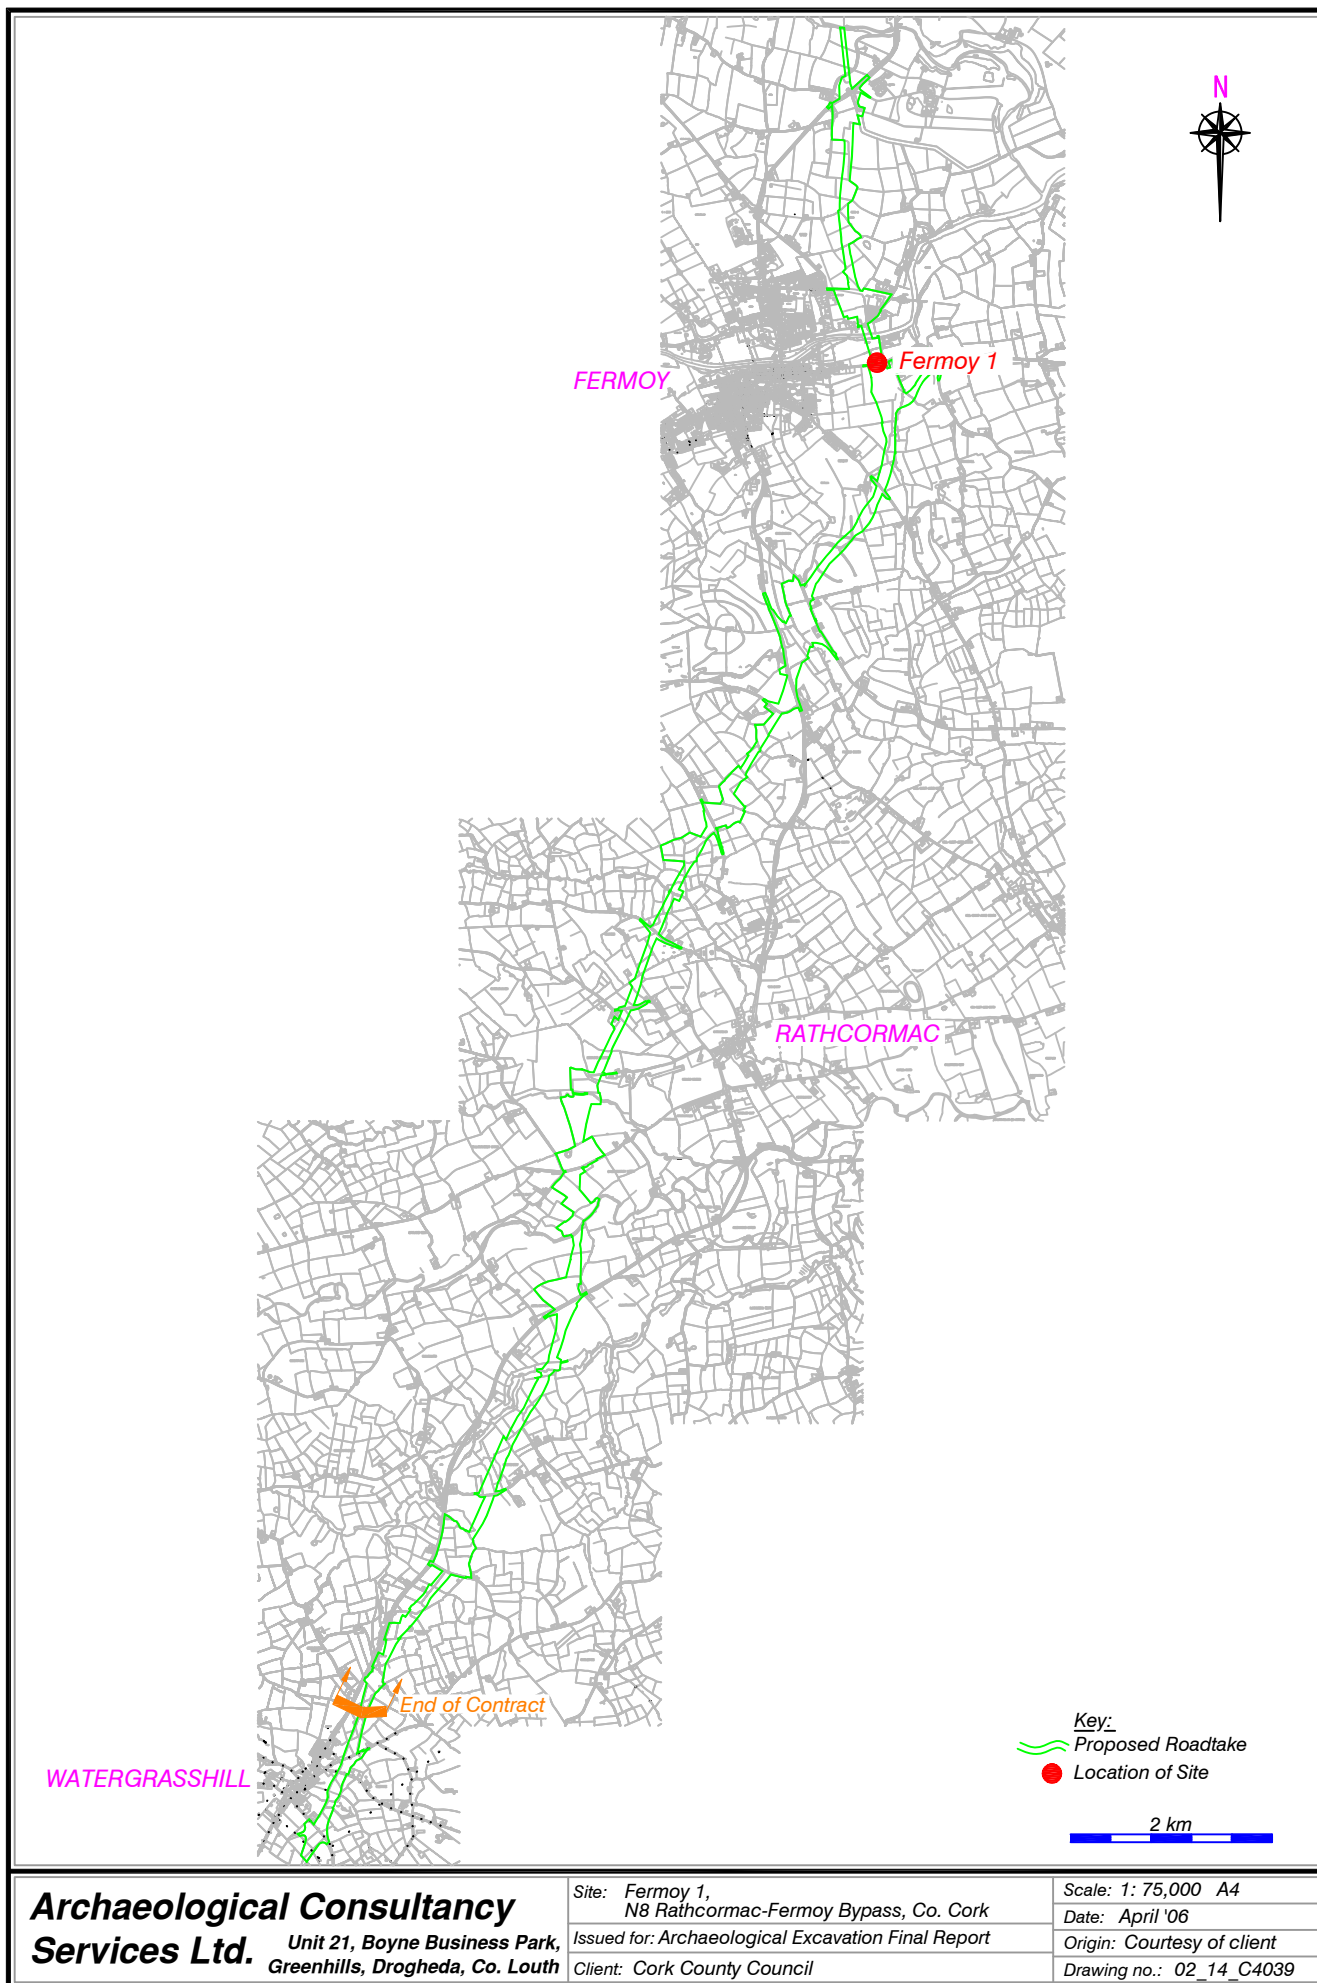 N
Fermoy 1
FERMOY
RATHCORMAC
End of Contract
WATERGRASSHILL
Key:
Proposed Roadtake
Location of Site
2 km
Archaeological Consultancy
Services Ltd. Unit 21, Boyne Business Park,
Greenhills, Drogheda, Co. Louth
Site: Fermoy 1,
N8 Rathcormac-Fermoy Bypass, Co. Cork
Issued for: Archaeological Excavation Final Report
Client: Cork County Council
Scale: 1: 75,000 A4
Date: April '06
Origin: Courtesy of client
Drawing no.: 02_14_C4039